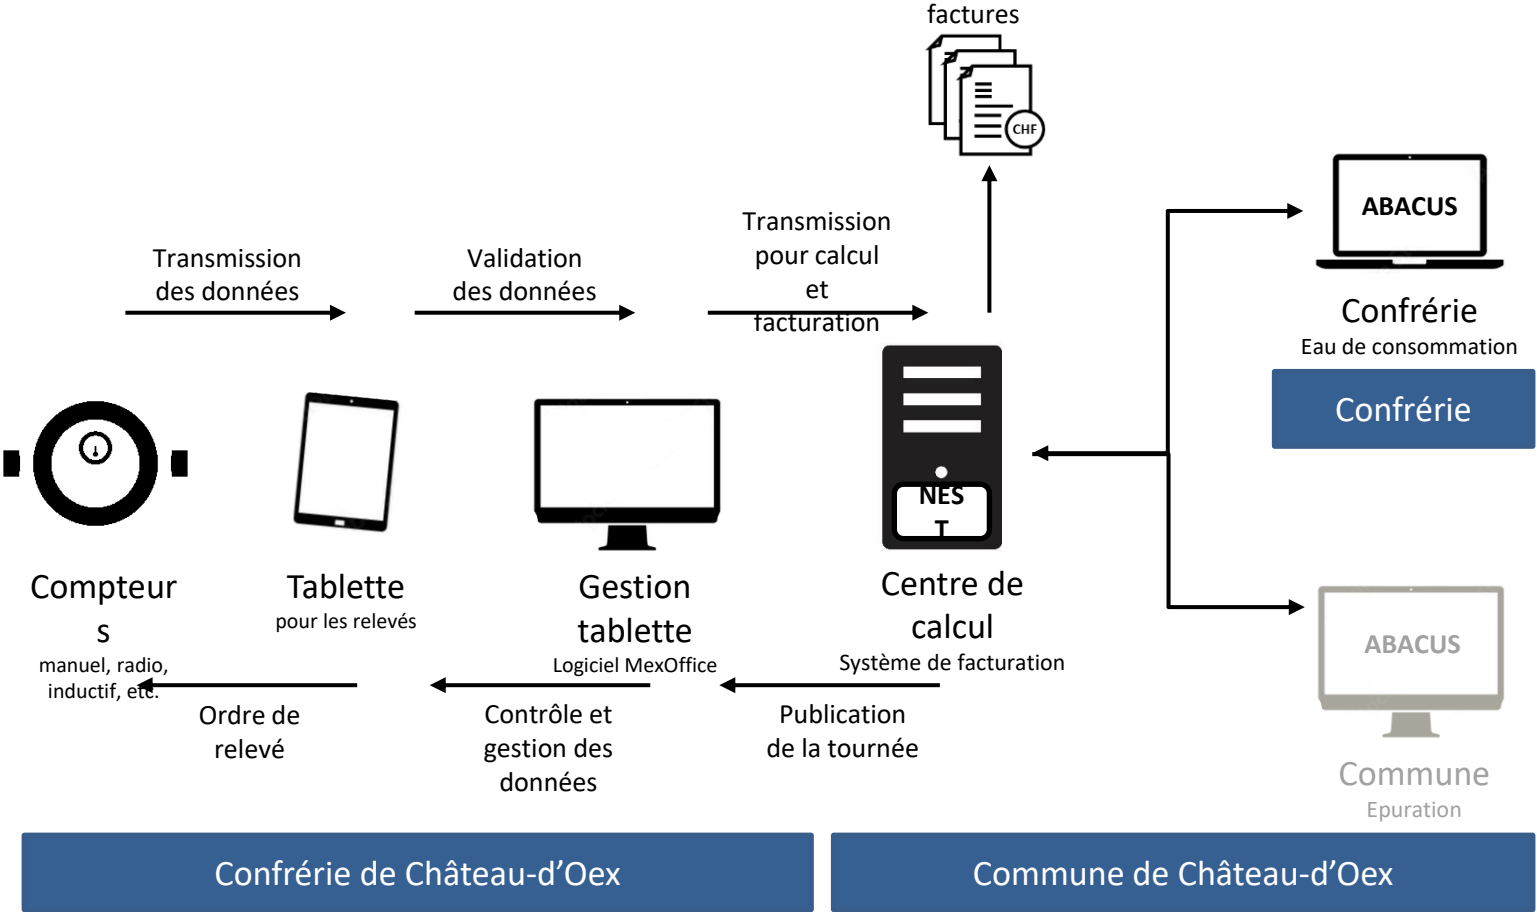 factures
CHF
ABACUS
Transmission
pour calcul
et
facturation
Transmission
des données
Validation
des données
Confrérie
Eau de consommation
Confrérie
NES
T
Compteur
s
manuel, radio,
inductif, etc.
Tablette
pour les relevés
Gestion
tablette
Logiciel MexOffice
Centre de
calcul
Système de facturation
ABACUS
Ordre de
relevé
Contrôle et
gestion des
données
Publication
de la tournée
Commune
Epuration
Confrérie de Château-d’Oex
Commune de Château-d’Oex